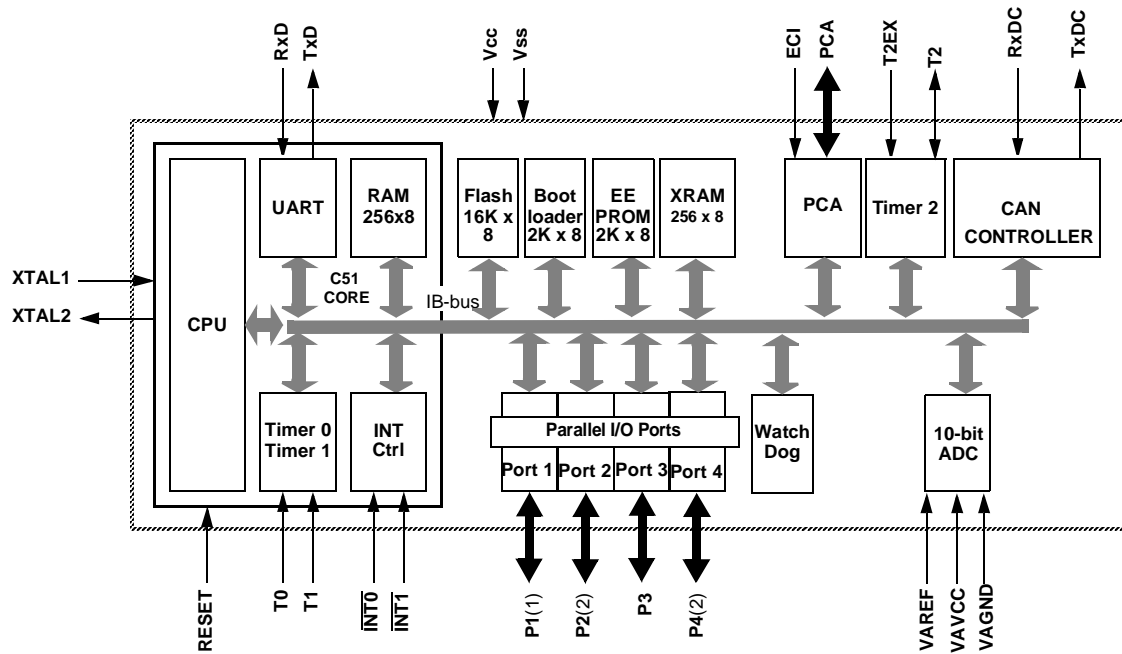 RxD
TxD
Vcc
Vss
ECI
PCA
T2EX
T2
RxDC
TxDC
UART
RAM
256x8
Flash
16K x
8
Boot
loader
2K x 8
EE
PROM
2K x 8
XRAM
256 x 8
PCA
Timer 2
CAN
CONTROLLER
XTAL1
XTAL2
CPU
C51
CORE
IB-bus
Timer 0
Timer 1
INT
Ctrl
Parallel I/O Ports
Port 1
Port 2
Port 3
Port 4
Watch
Dog
10-bit
ADC
RESET
T0
T1
INT0
INT1
P1(1)
P2(2)
P3
P4(2)
VAREF
VAVCC
VAGND